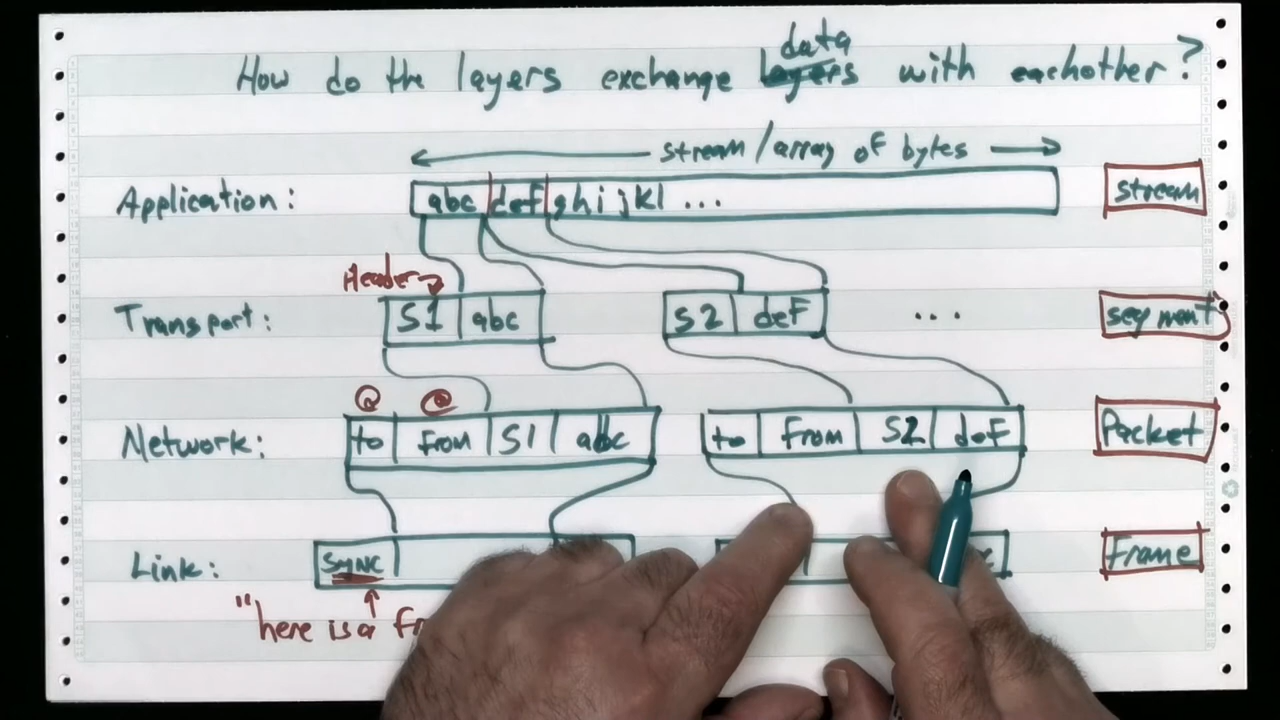 data
How do the layers exchange layers with eachother?
stream/array of bytes
Application: abc def ghijkl ... stream
Header
Transport: S1 abc S2 def ... segment
@ @
Network: to from S1 abc to from S2 def Packet
Link: SYNC Frame
"here is a